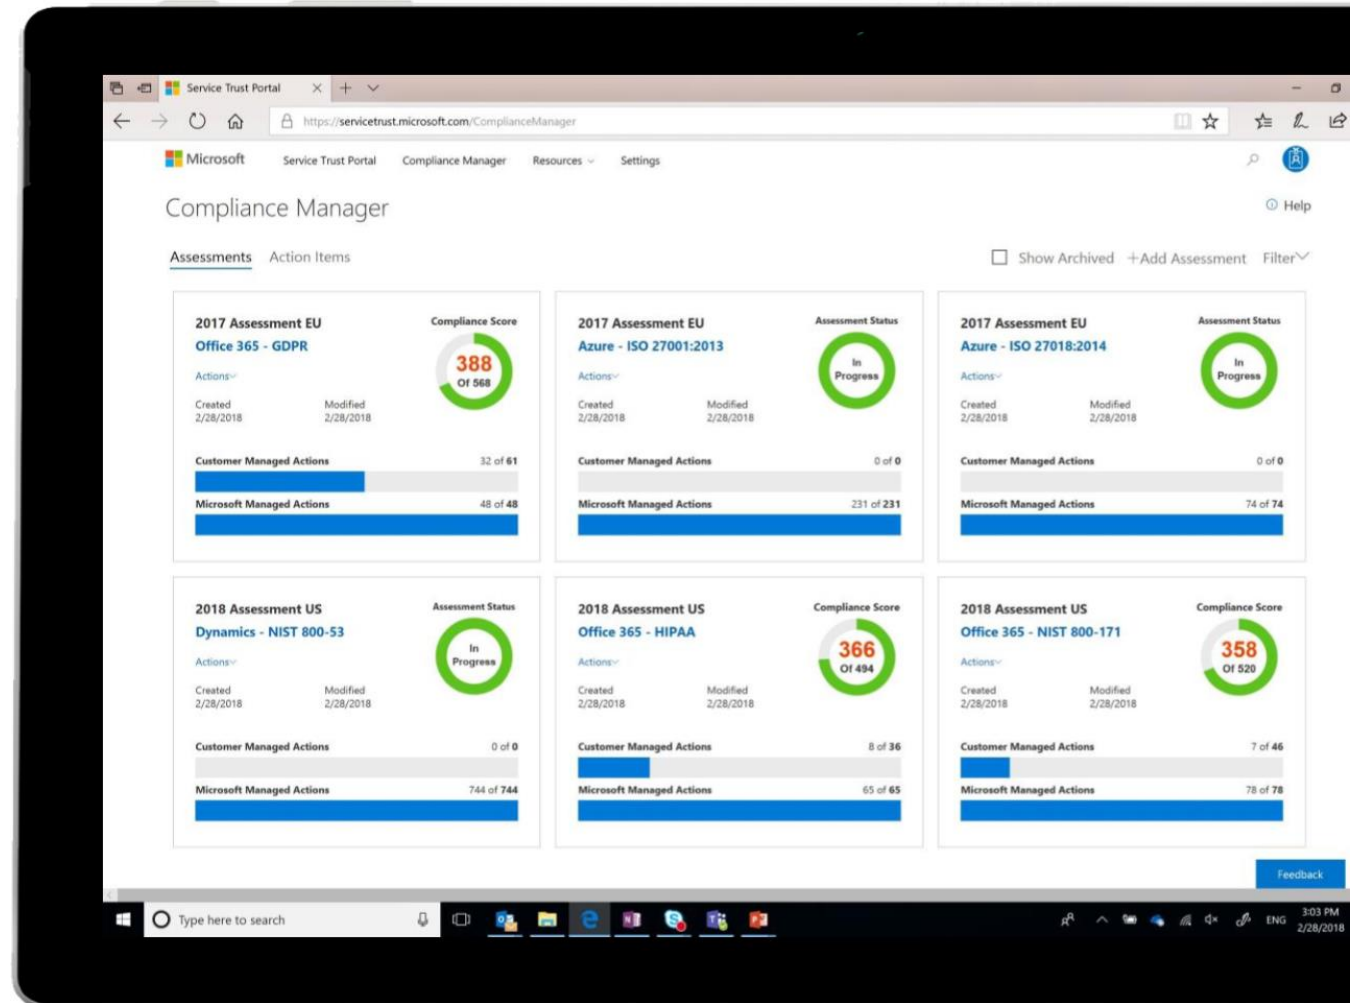 Service Trust Portal
https://servicetrust.microsoft.com/ComplianceManager
Microsoft Service Trust Portal Compliance Manager Resources Settings
Compliance Manager
Help
Assessments Action Items
Show Archived +Add Assessment Filter
2017 Assessment EU
Office 365 - GDPR
Compliance Score
388
Of 568
Actions
Created Modified
2/28/2018 2/28/2018
Customer Managed Actions 32 of 61
Microsoft Managed Actions 48 of 48
2017 Assessment EU
Azure - ISO 27001:2013
Assessment Status
In
Progress
Actions
Created Modified
2/28/2018 2/28/2018
Customer Managed Actions 0 of 0
Microsoft Managed Actions 231 of 231
2017 Assessment EU
Azure - ISO 27018:2014
Assessment Status
In
Progress
Actions
Created Modified
2/28/2018 2/28/2018
Customer Managed Actions 0 of 0
Microsoft Managed Actions 74 of 74
2018 Assessment US
Dynamics - NIST 800-53
Assessment Status
In
Progress
Actions
Created Modified
2/28/2018 2/28/2018
Customer Managed Actions 0 of 0
Microsoft Managed Actions 744 of 744
2018 Assessment US
Office 365 - HIPAA
Compliance Score
366
Of 494
Actions
Created Modified
2/28/2018 2/28/2018
Customer Managed Actions 8 of 36
Microsoft Managed Actions 65 of 65
2018 Assessment US
Office 365 - NIST 800-171
Compliance Score
358
Of 520
Actions
Created Modified
2/28/2018 2/28/2018
Customer Managed Actions 7 of 46
Microsoft Managed Actions 78 of 78
Feedback
Type here to search
ENG
3:03 PM
2/28/2018